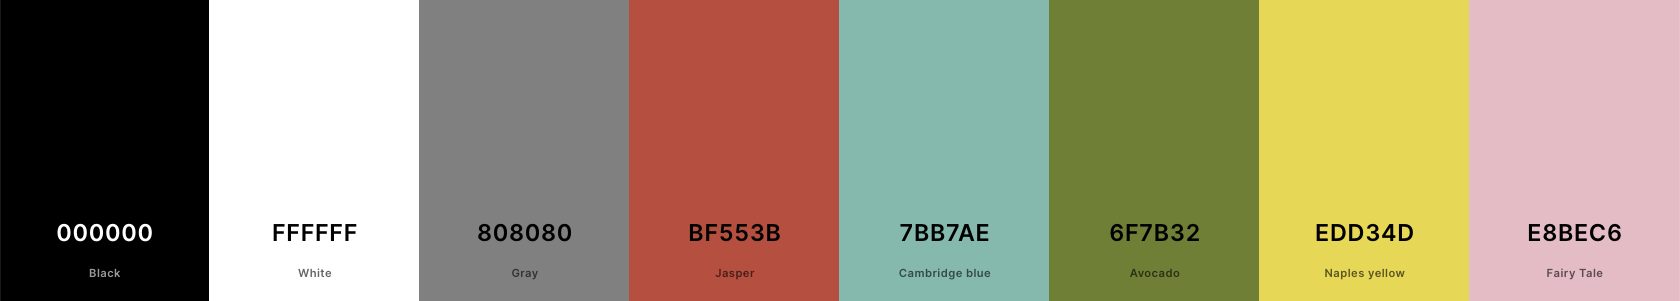 000000 FFFFFF 808080 BF553B 7BB7AE 6F7B32 EDD34D E8BEC6
Black White Gray Jasper Cambridge blue Avocado Naples yellow Fairy Tale